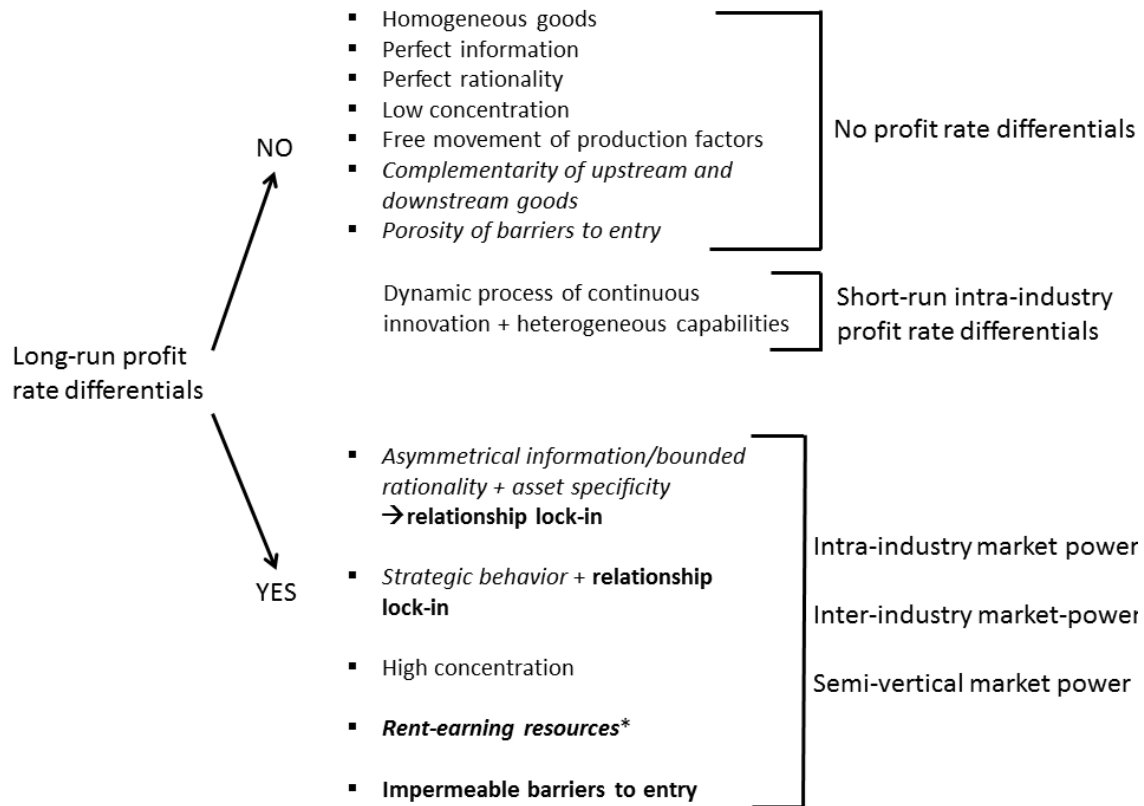 ▪ Homogeneous goods
▪ Perfect information
▪ Perfect rationality
▪ Low concentration
▪ Free movement of production factors
▪ Complementarity of upstream and
downstream goods
▪ Porosity of barriers to entry
No profit rate differentials
NO
Dynamic process of continuous
innovation + heterogeneous capabilities
Short-run intra-industry
profit rate differentials
Long-run profit
rate differentials
YES
▪ Asymmetrical information/bounded
rationality + asset specificity
→relationship lock-in
▪ Strategic behavior + relationship
lock-in
▪ High concentration
▪ Rent-earning resources*
▪ Impermeable barriers to entry
Intra-industry market power
Inter-industry market-power
Semi-vertical market power